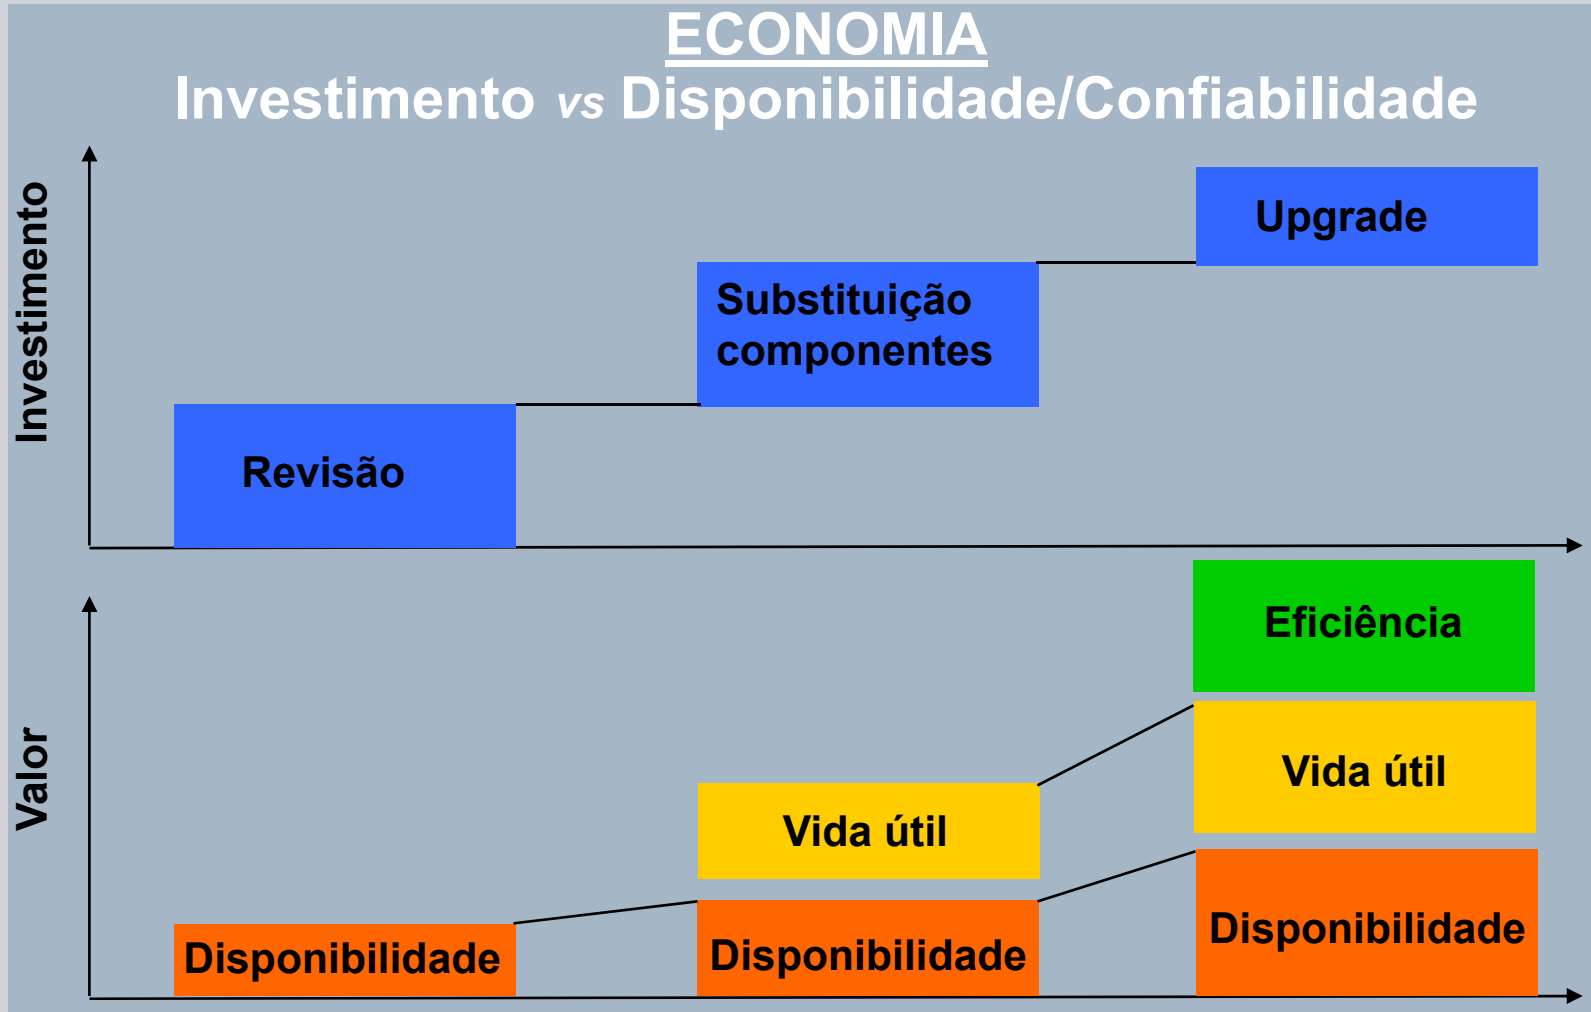 ECONOMIA
Investimento vs Disponibilidade/Confiabilidade
Investimento
Upgrade
Substituição
componentes
Revisão
Valor
Eficiência
Vida útil
Vida útil
Disponibilidade
Disponibilidade
Disponibilidade